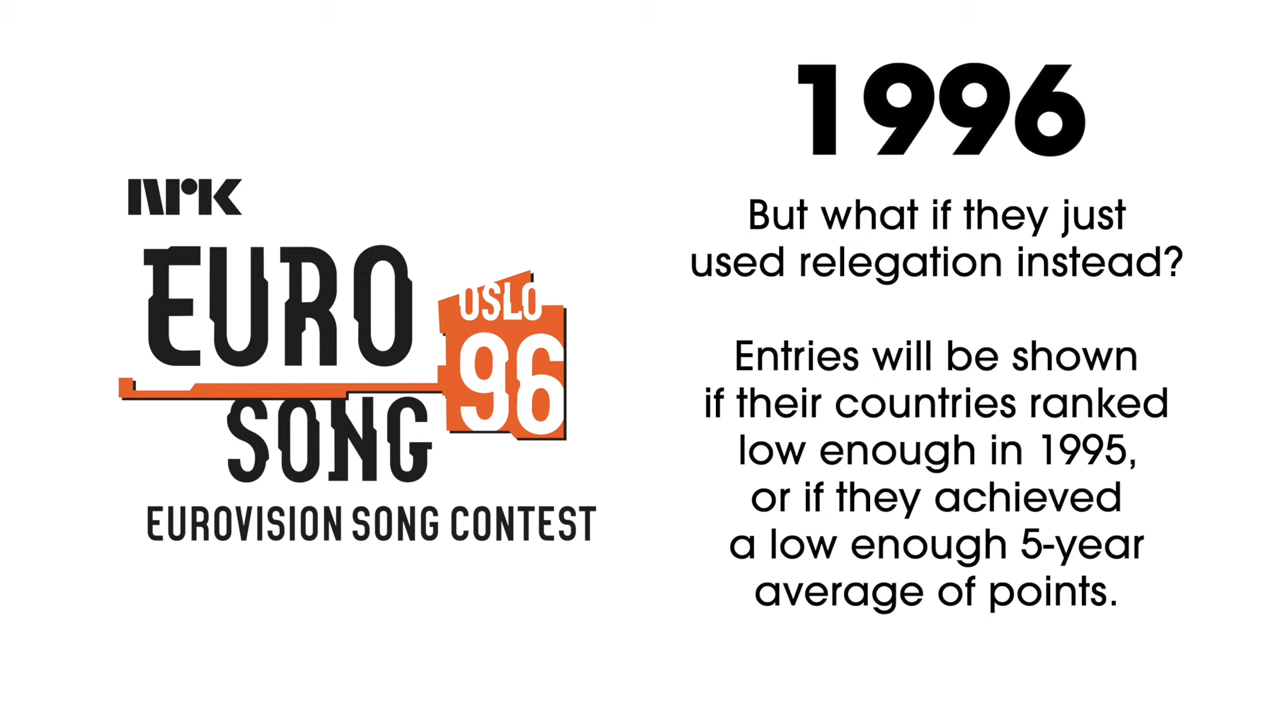 NRK
EURO
SONG
OSLO
96
EUROVISION SONG CONTEST
1996
But what if they just
used relegation instead?
Entries will be shown
if their countries ranked
low enough in 1995,
or if they achieved
a low enough 5-year
average of points.